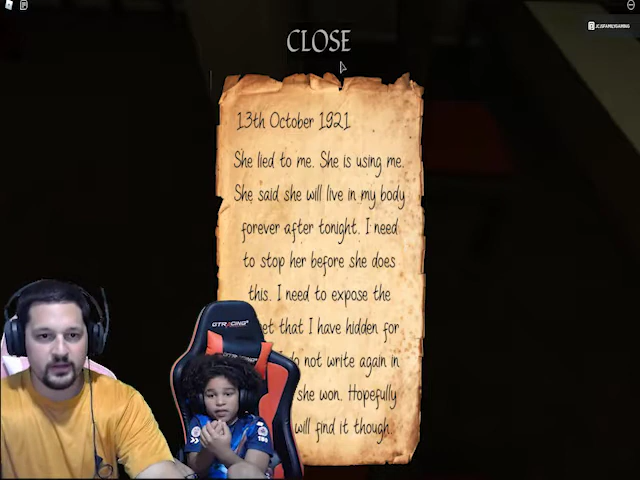 CLOSE
JCJSFAMILYGAMING
13th October 1921
She lied to me. She is using me.
She said she will live in my body
forever after tonight. I need
to stop her before she does
this. I need to expose the
that I have hidden for
not write again in
she won. Hopefully
will find it though.
GTRACING